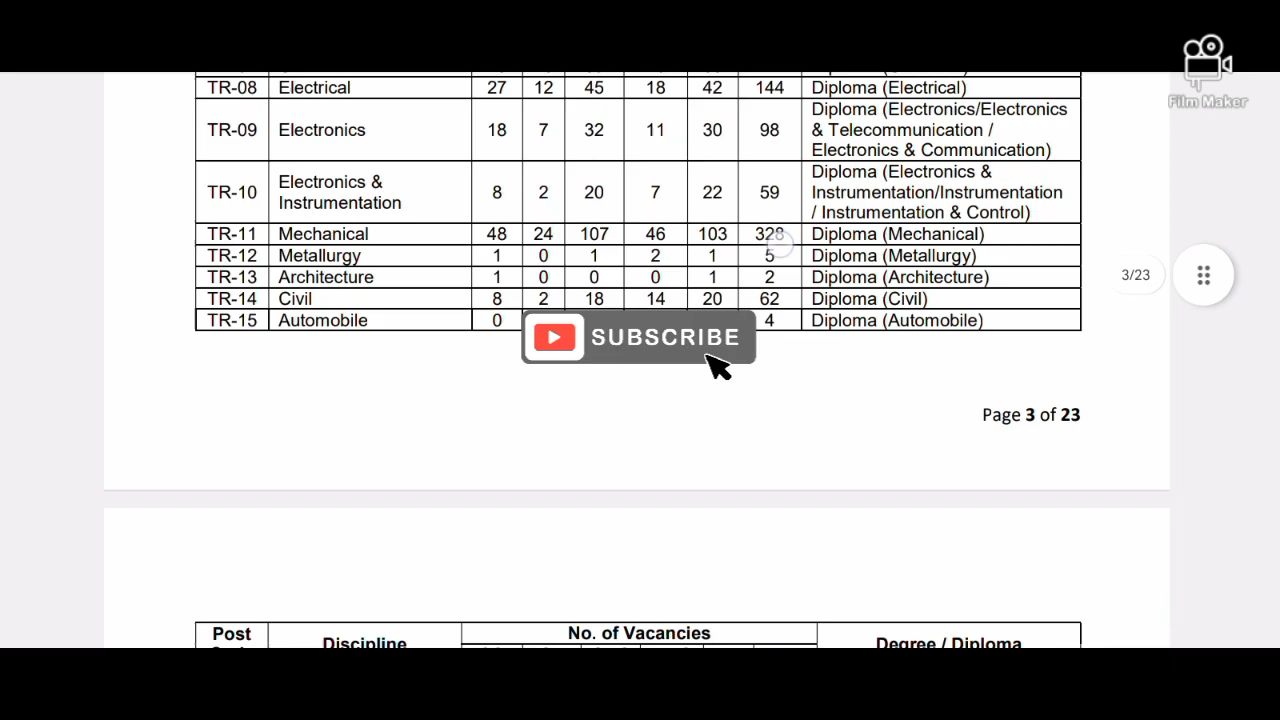 Film Maker
TR-08 Electrical 27 12 45 18 42 144 Diploma (Electrical)
TR-09 Electronics 18 7 32 11 30 98 Diploma (Electronics/Electronics
& Telecommunication /
Electronics & Communication)
TR-10 Electronics &
Instrumentation 8 2 20 7 22 59 Diploma (Electronics &
Instrumentation/Instrumentation
/ Instrumentation & Control)
TR-11 Mechanical 48 24 107 46 103 328 Diploma (Mechanical)
TR-12 Metallurgy 1 0 1 2 1 5 Diploma (Metallurgy)
TR-13 Architecture 1 0 0 0 1 2 Diploma (Architecture)
TR-14 Civil 8 2 18 14 20 62 Diploma (Civil)
TR-15 Automobile 0 4 Diploma (Automobile)
3/23
SUBSCRIBE
Page 3 of 23
Post
Discipline
No. of Vacancies
Degree / Diploma